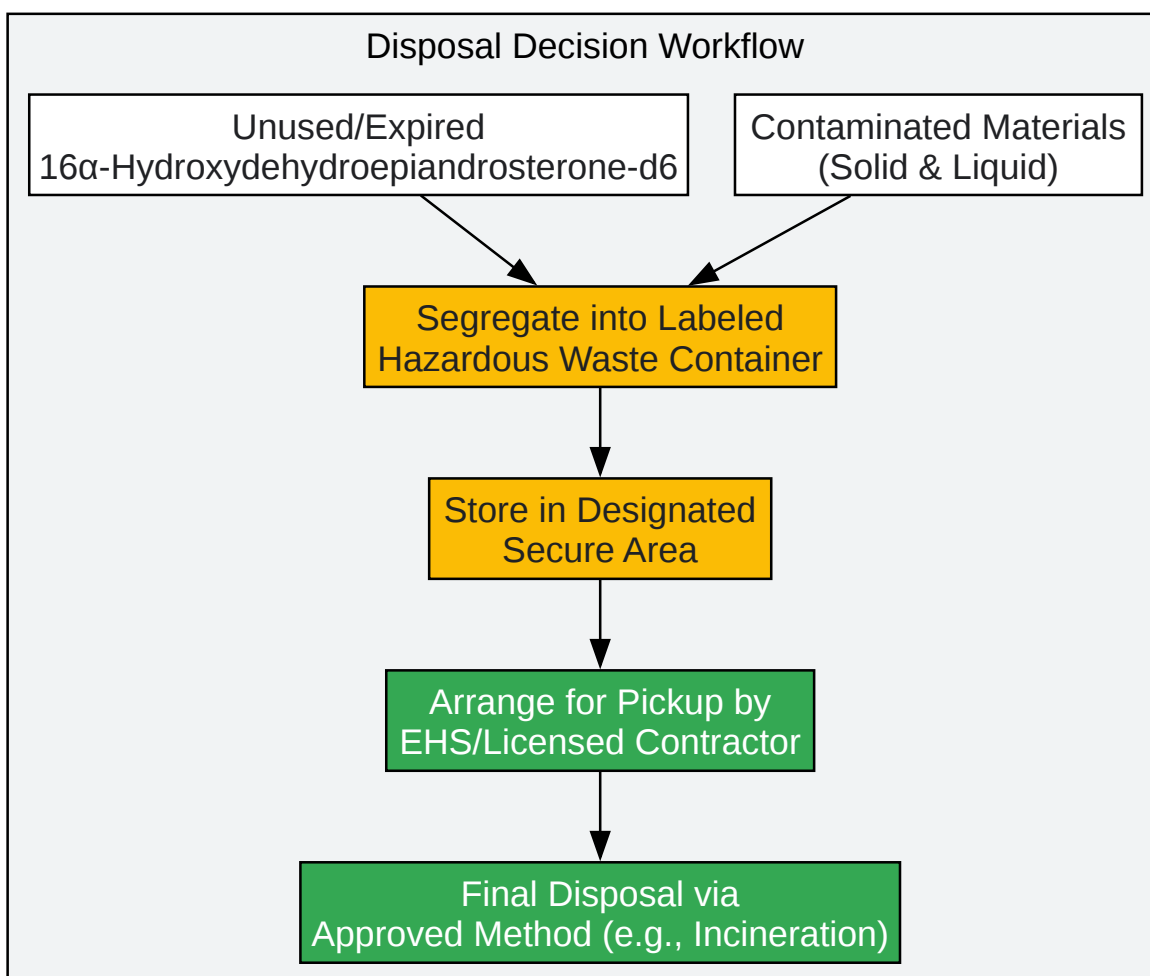 Disposal Decision Workflow
Unused/Expired
16α-Hydroxydehydroepiandrosterone-d6
Contaminated Materials
(Solid & Liquid)
Segregate into Labeled
Hazardous Waste Container
Store in Designated
Secure Area
Arrange for Pickup by
EHS/Licensed Contractor
Final Disposal via
Approved Method (e.g., Incineration)